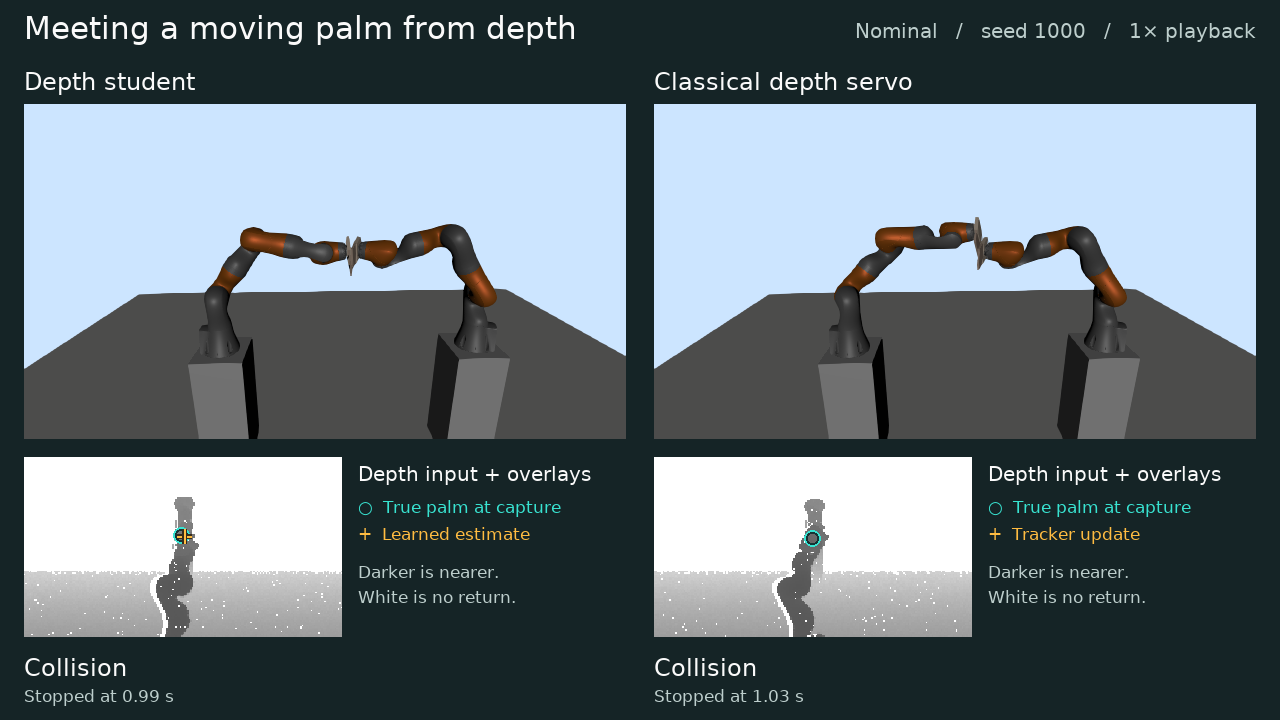 Meeting a moving palm from depth
Nominal / seed 1000 / 1× playback
Depth student
Classical depth servo
Depth input + overlays
○ True palm at capture
+ Learned estimate
Darker is nearer.
White is no return.
Depth input + overlays
○ True palm at capture
+ Tracker update
Darker is nearer.
White is no return.
Collision
Stopped at 0.99 s
Collision
Stopped at 1.03 s